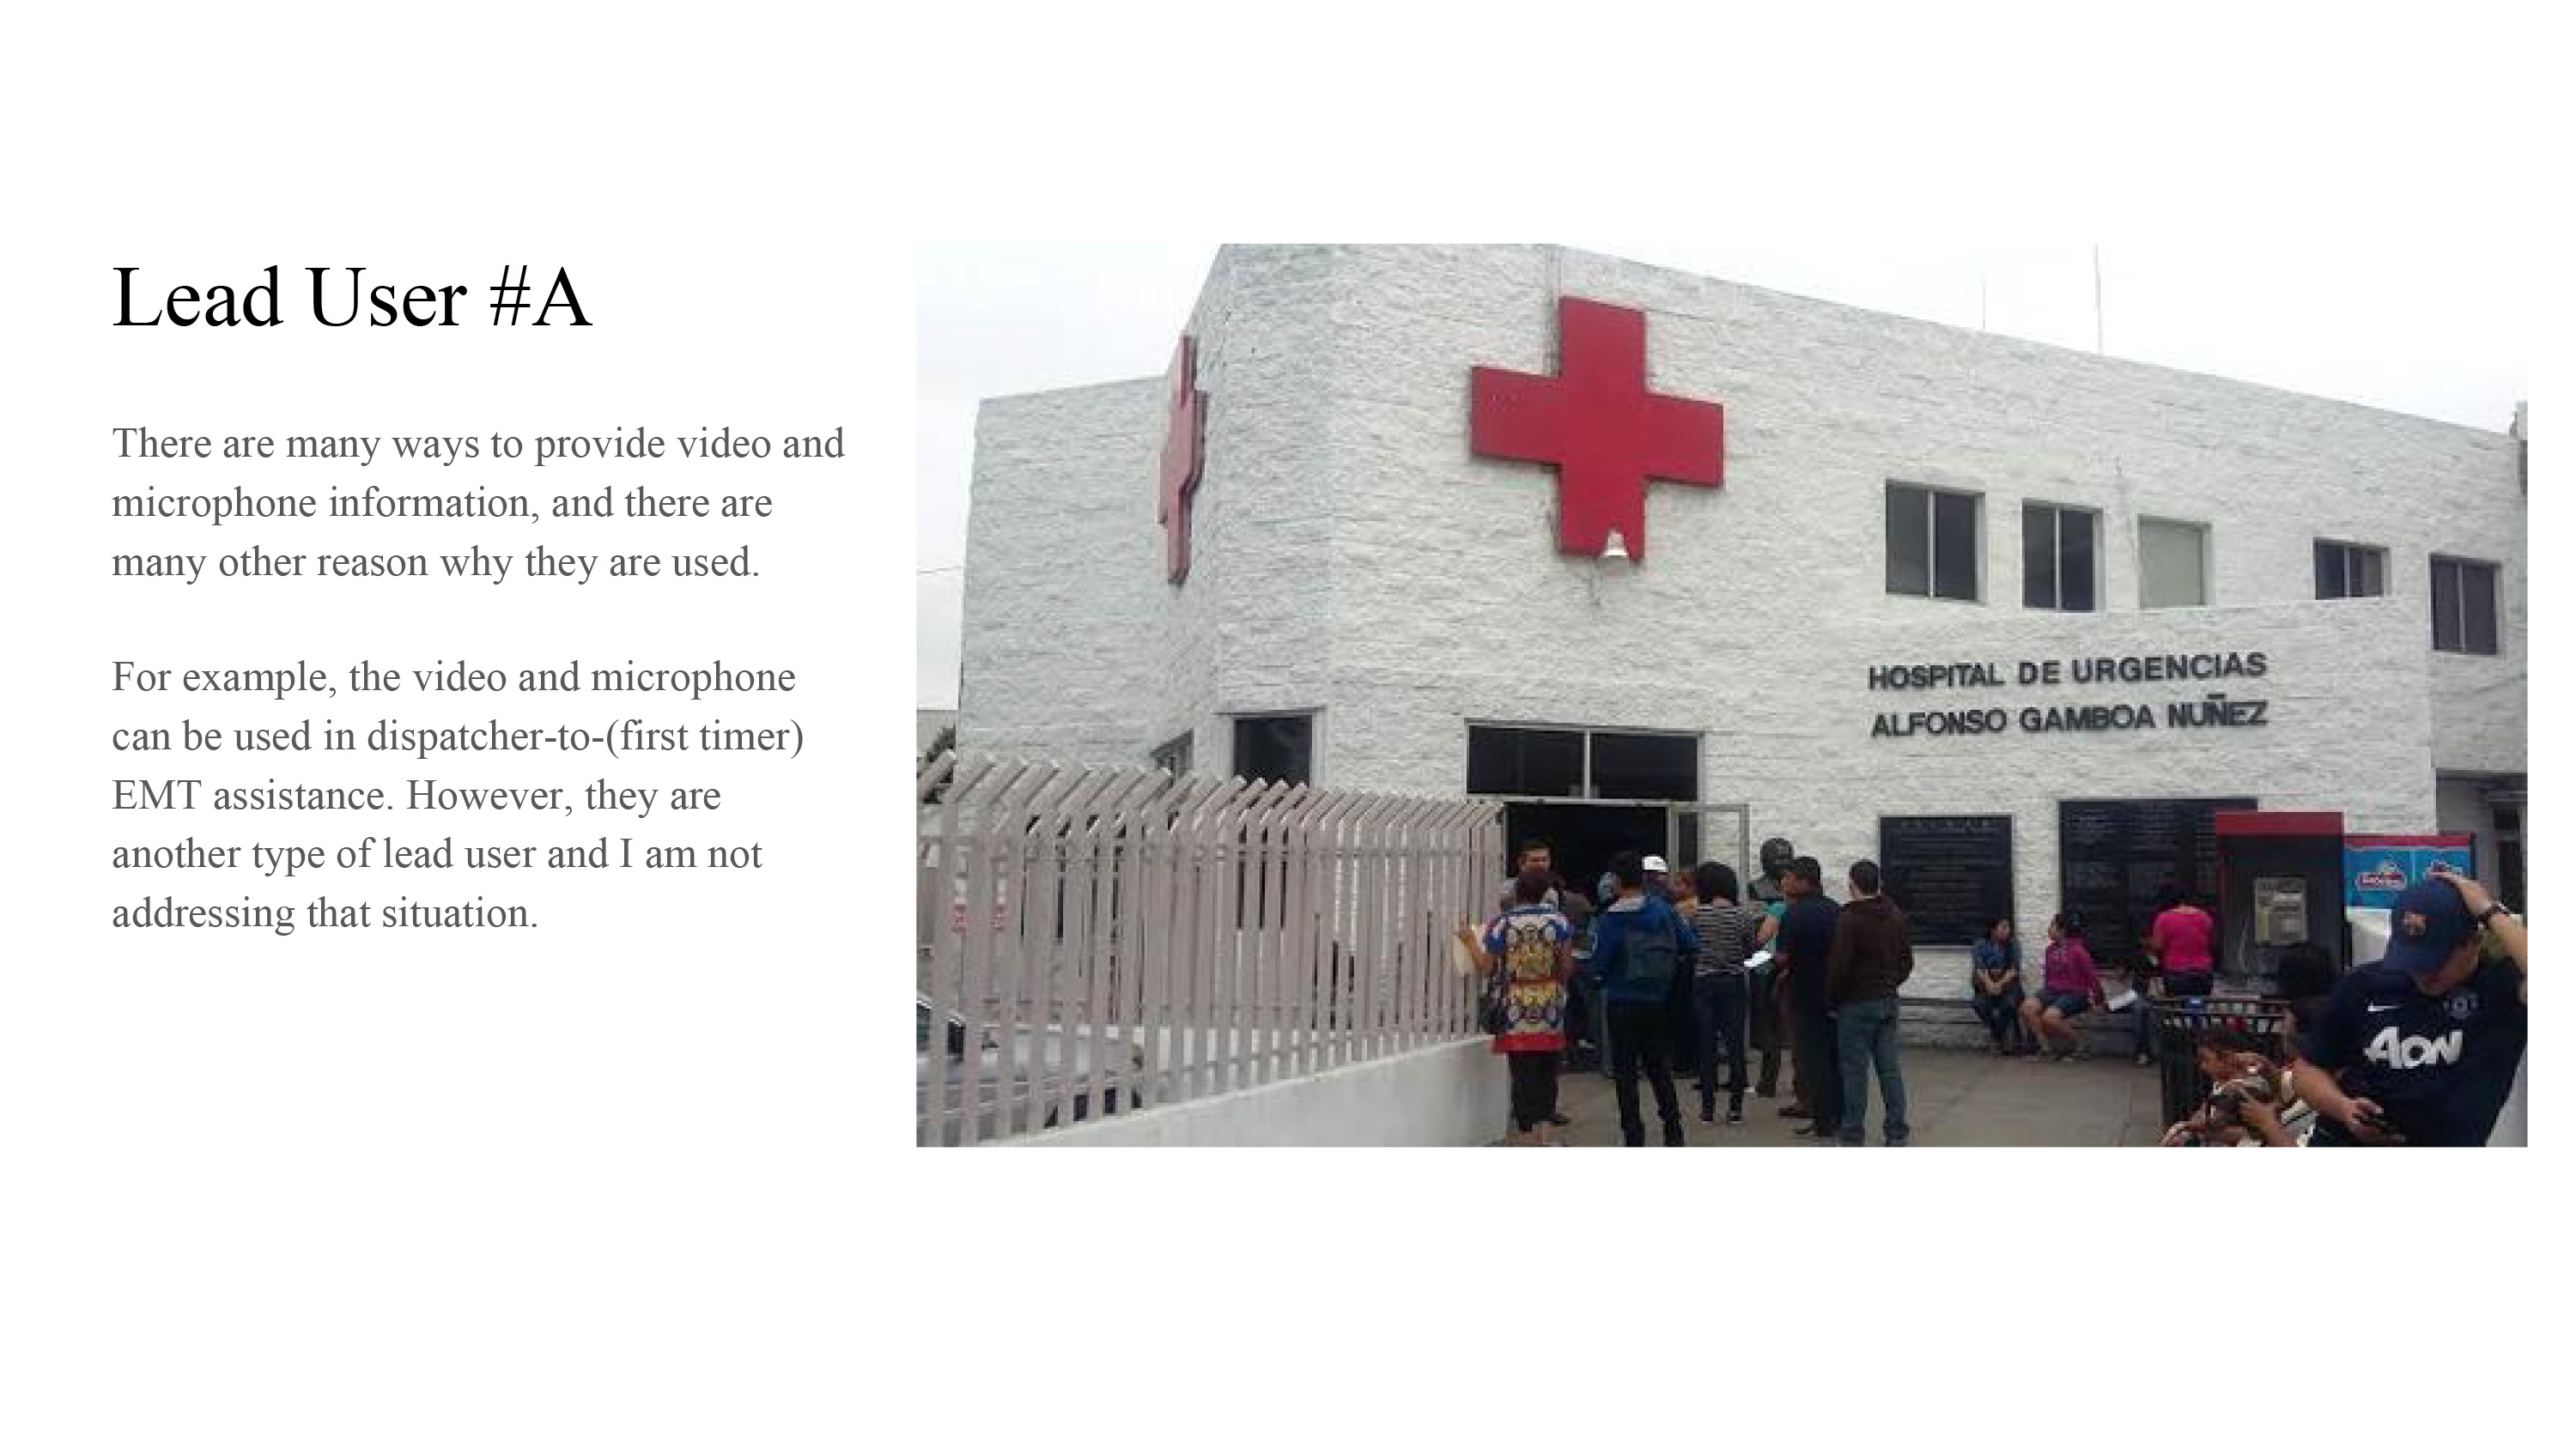 Lead User #A
There are many ways to provide video and
microphone information, and there are
many other reason why they are used.
For example, the video and microphone
can be used in dispatcher-to-(first timer)
EMT assistance. However, they are
another type of lead user and I am not
addressing that situation.
HOSPITAL DE URGENCIAS
ALFONSO GAMBOA NUÑEZ
AON